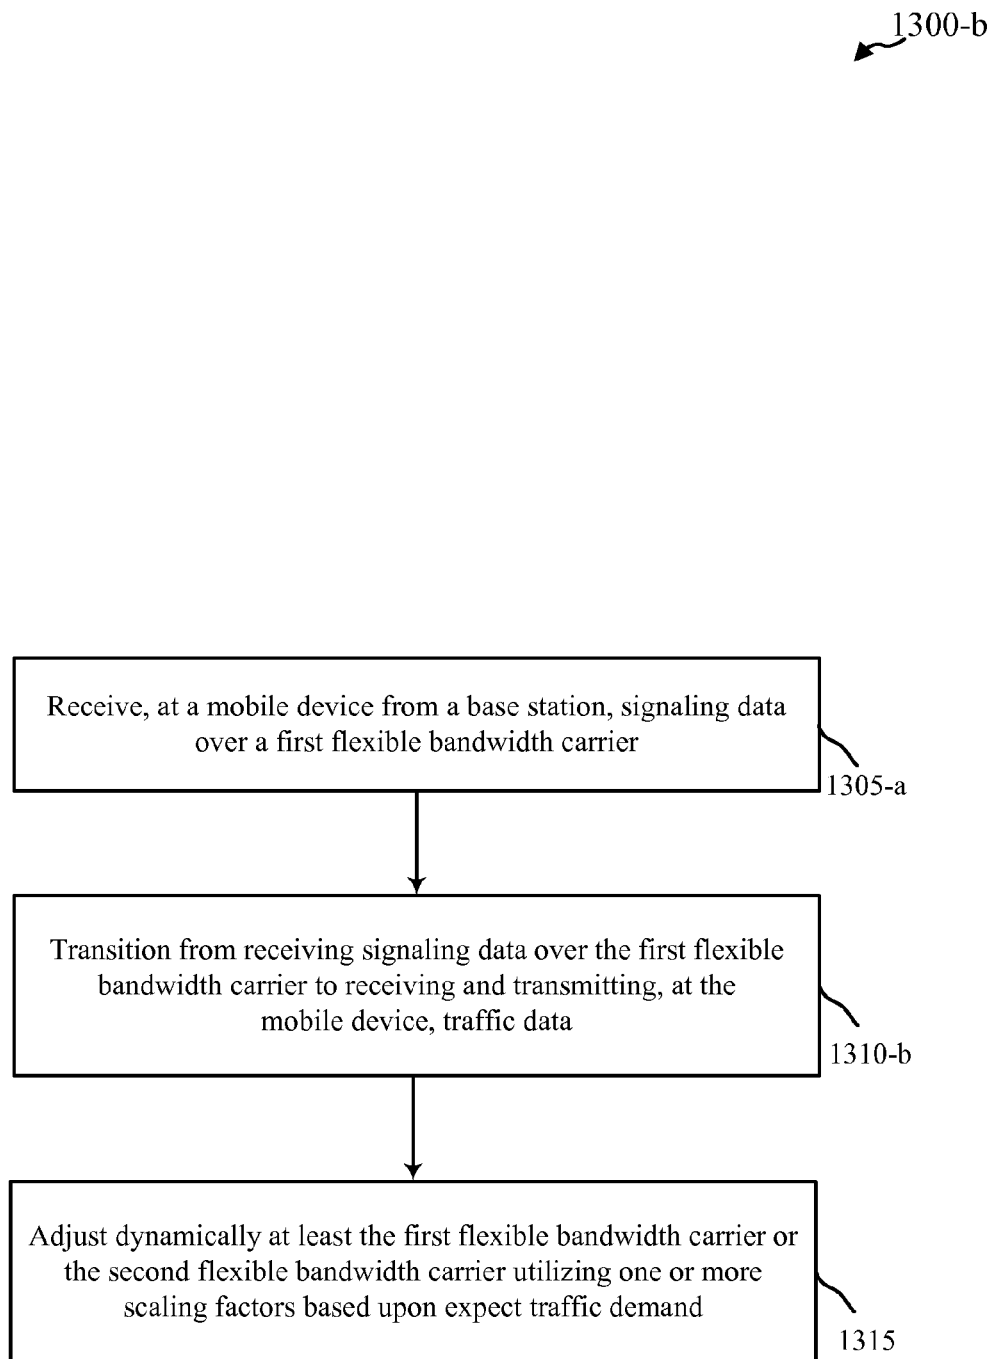 1300-b
Receive, at a mobile device from a base station, signaling data
over a first flexible bandwidth carrier
1305-a
Transition from receiving signaling data over the first flexible
bandwidth carrier to receiving and transmitting, at the
mobile device, traffic data
1310-b
Adjust dynamically at least the first flexible bandwidth carrier or
the second flexible bandwidth carrier utilizing one or more
scaling factors based upon expect traffic demand
1315